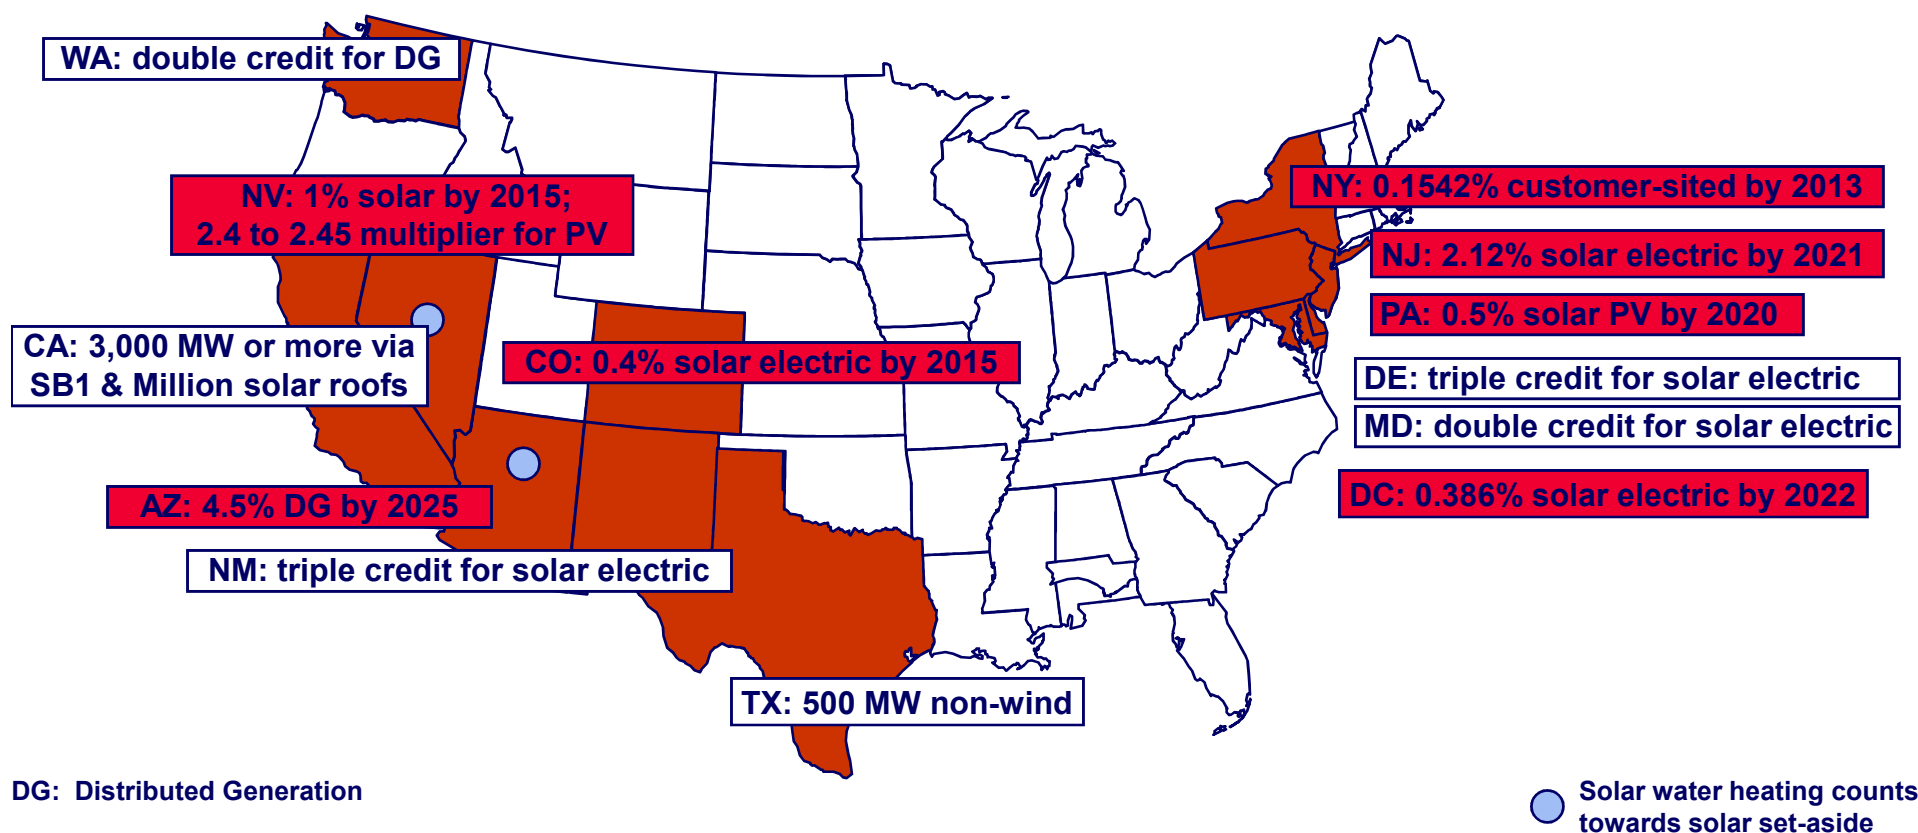 WA: double credit for DG
NV: 1% solar by 2015;
2.4 to 2.45 multiplier for PV
NY: 0.1542% customer-sited by 2013
NJ: 2.12% solar electric by 2021
PA: 0.5% solar PV by 2020
CA: 3,000 MW or more via
SB1 & Million solar roofs
CO: 0.4% solar electric by 2015
DE: triple credit for solar electric
MD: double credit for solar electric
AZ: 4.5% DG by 2025
DC: 0.386% solar electric by 2022
NM: triple credit for solar electric
TX: 500 MW non-wind
DG: Distributed Generation
Solar water heating counts
towards solar set-aside